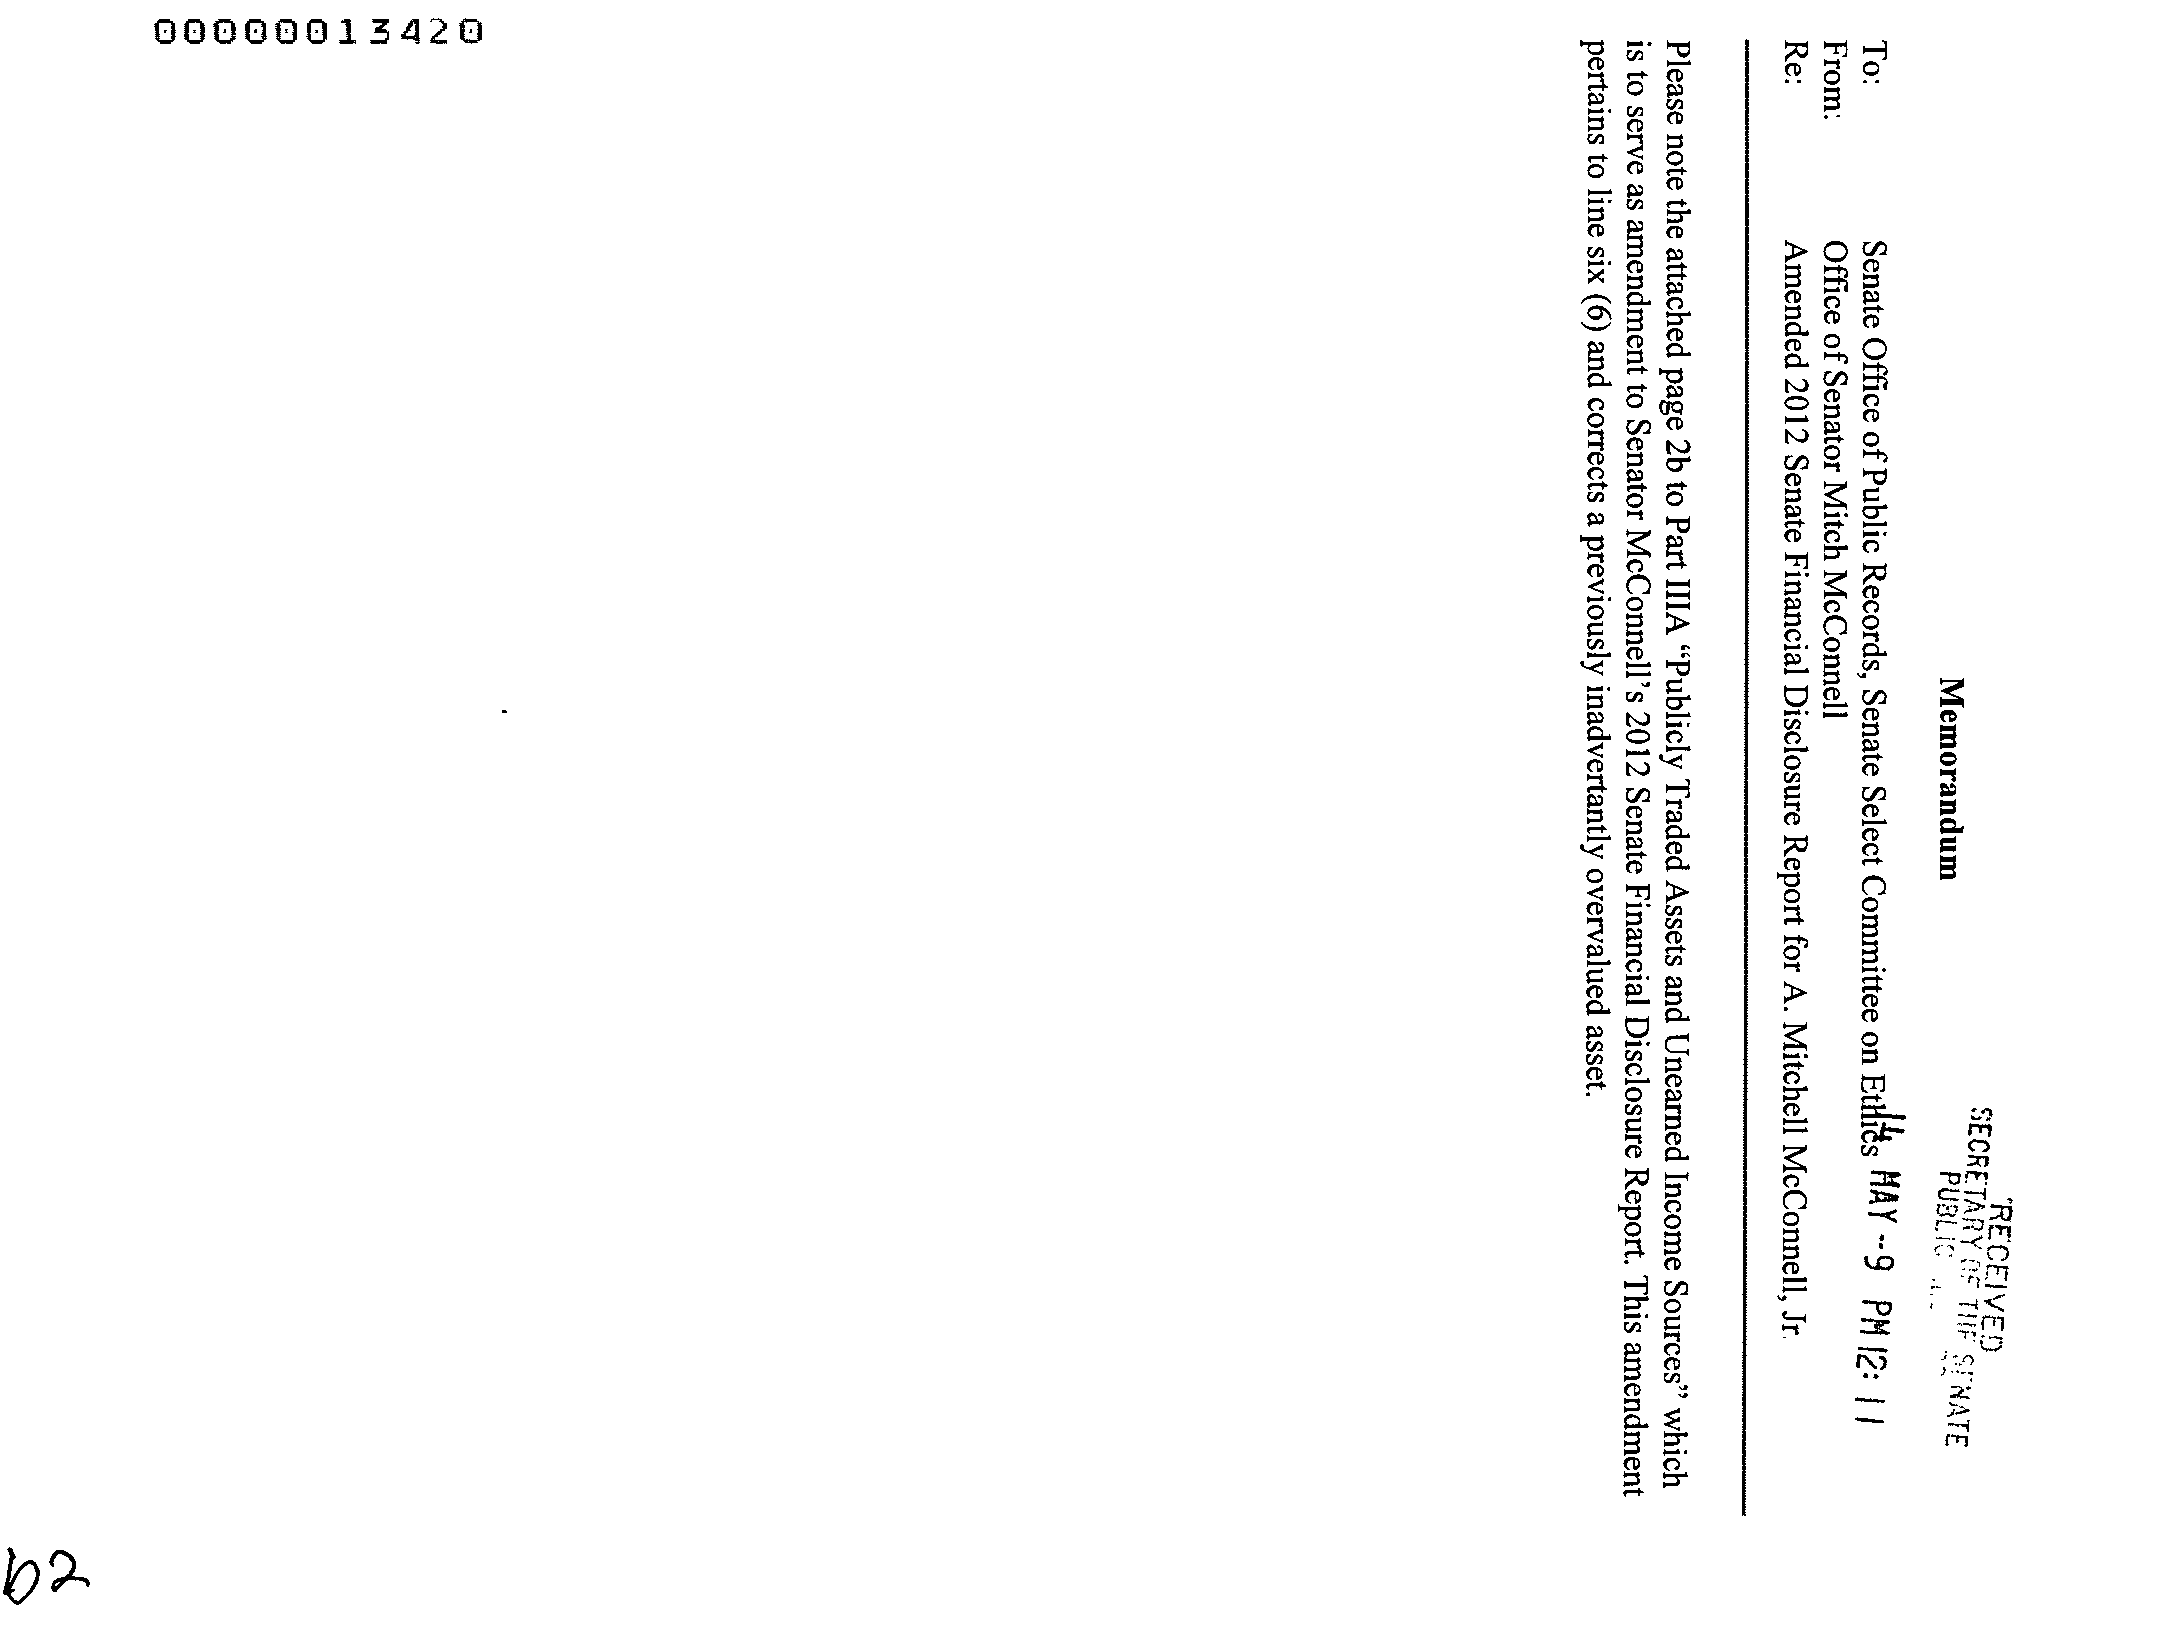 00000013420
RECEIVED
SECRETARY OF THE SENATE
PUBLIC
14 MAY -9 PM 12: 11
Memorandum
To: Senate Office of Public Records, Senate Select Committee on Ethics
From: Office of Senator Mitch McConnell
Re: Amended 2012 Senate Financial Disclosure Report for A. Mitchell McConnell, Jr.
Please note the attached page 2b to Part IIIA “Publicly Traded Assets and Unearned Income Sources” which
is to serve as amendment to Senator McConnell’s 2012 Senate Financial Disclosure Report. This amendment
pertains to line six (6) and corrects a previously inadvertantly overvalued asset.
b2